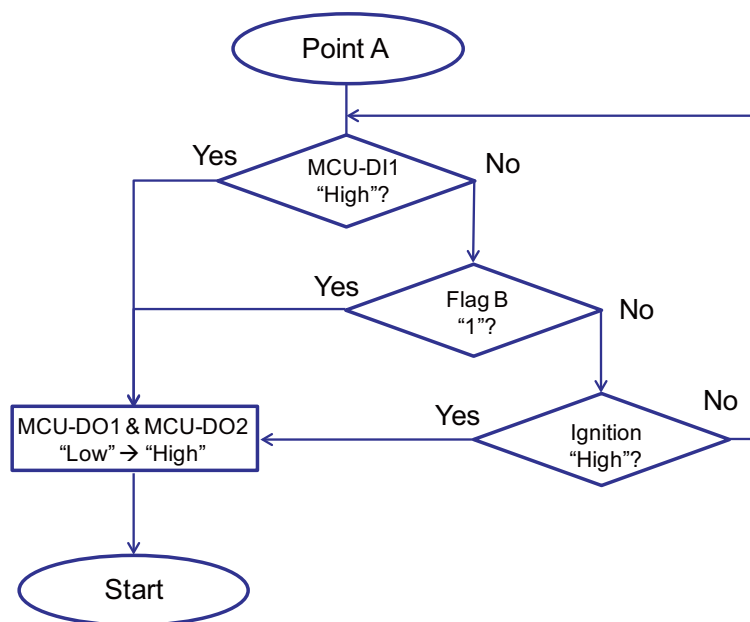 Point A
Yes
MCU-DI1
“High”?
No
Yes
Flag B
“1”?
No
MCU-DO1 & MCU-DO2
“Low” → “High”
Yes
Ignition
“High”?
No
Start